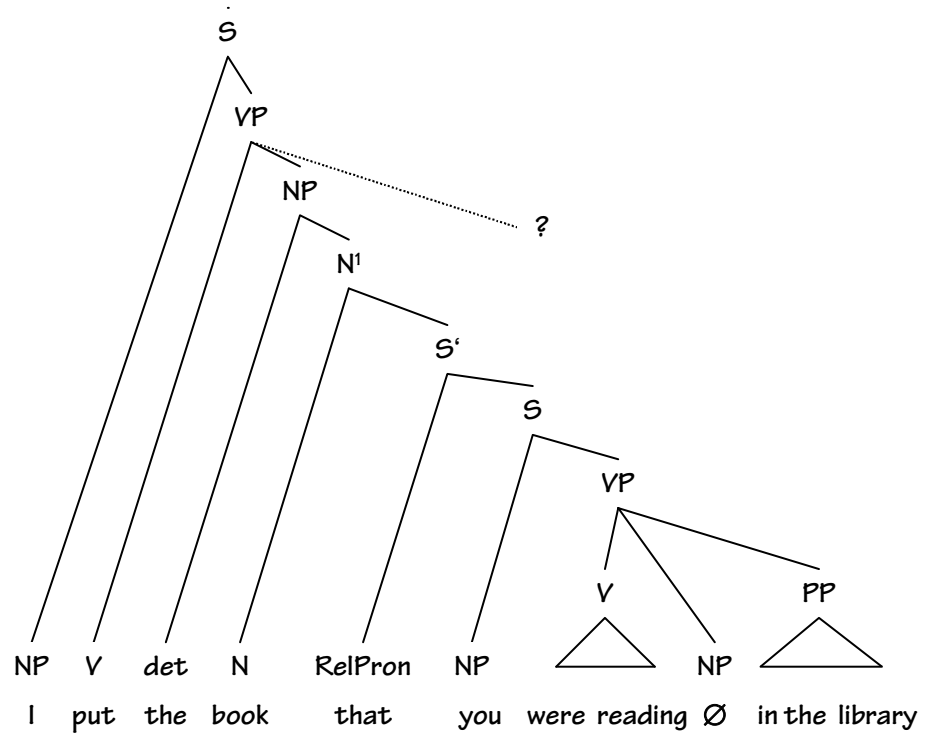 S
VP
NP
?
N¹
S‘
S
VP
V PP
NP V det N RelPron NP NP
I put the book that you were reading ∅ in the library